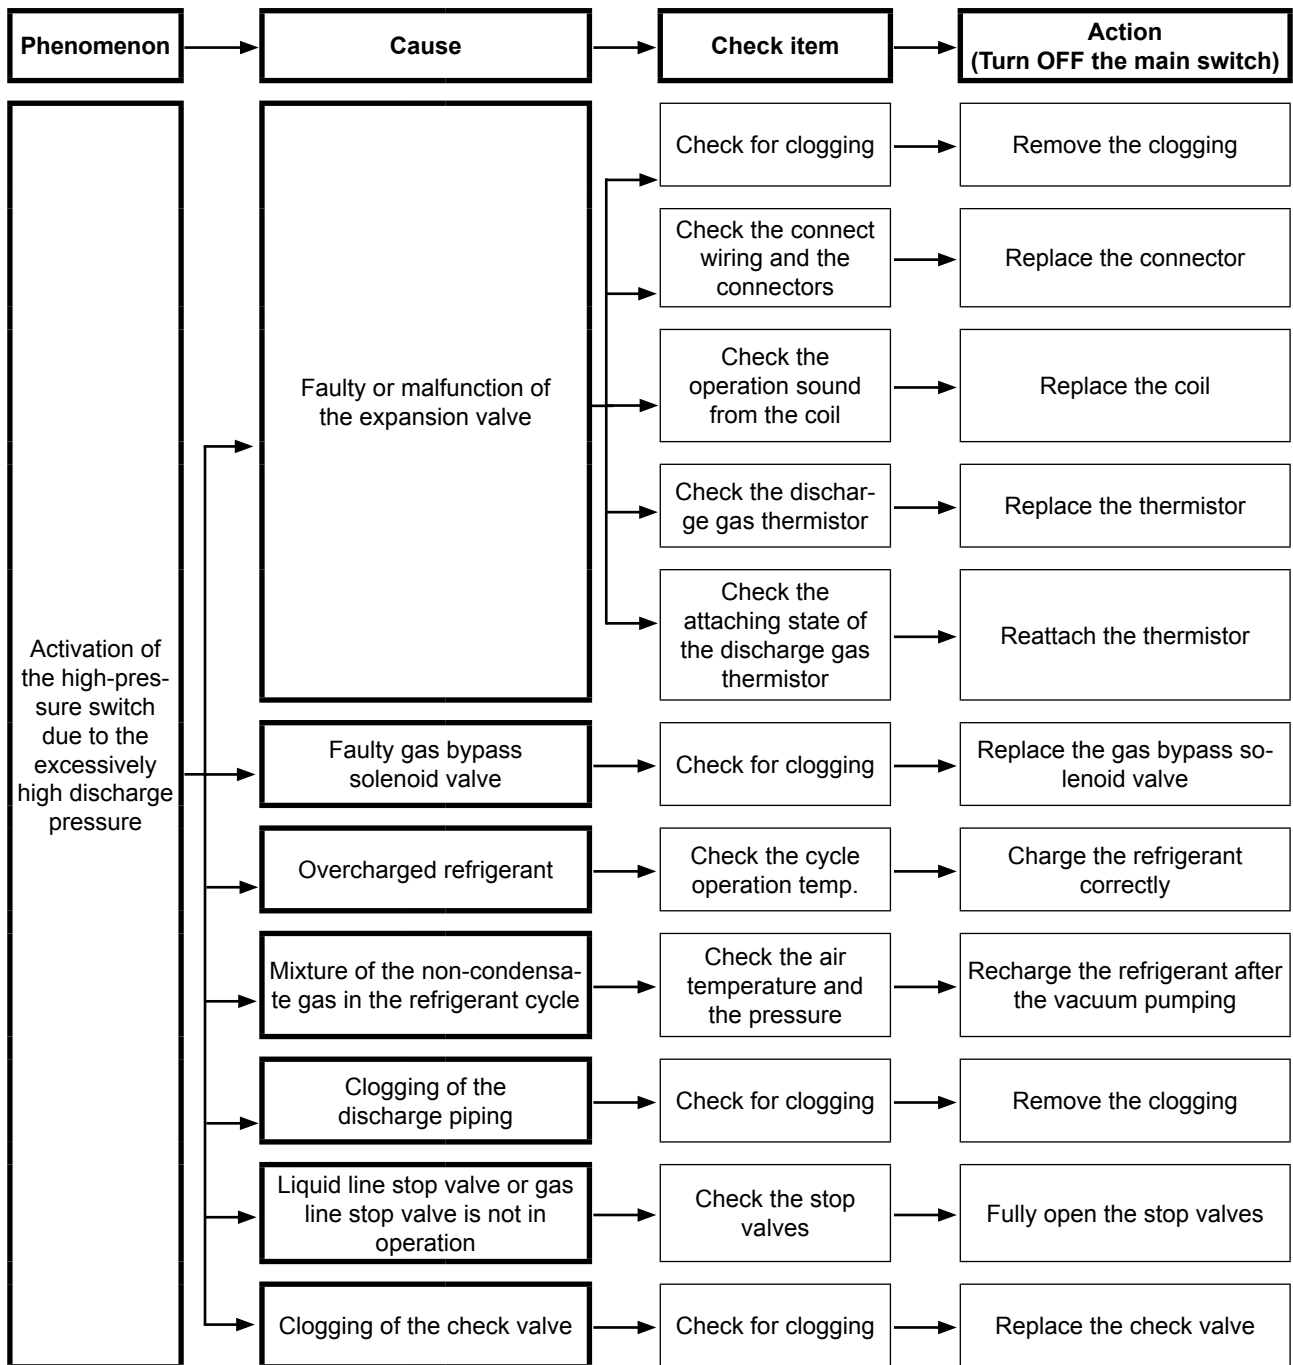 Phenomenon
Cause
Check item
Action
(Turn OFF the main switch)
Activation of
the high-pres-
sure switch
due to the
excessively
high discharge
pressure
Faulty or malfunction of
the expansion valve
Check for clogging
Remove the clogging
Check the connect
wiring and the
connectors
Replace the connector
Check the
operation sound
from the coil
Replace the coil
Check the dischar-
ge gas thermistor
Replace the thermistor
Check the
attaching state of
the discharge gas
thermistor
Reattach the thermistor
Faulty gas bypass
solenoid valve
Check for clogging
Replace the gas bypass so-
lenoid valve
Overcharged refrigerant
Check the cycle
operation temp.
Charge the refrigerant
correctly
Mixture of the non-condensa-
te gas in the refrigerant cycle
Check the air
temperature and
the pressure
Recharge the refrigerant after
the vacuum pumping
Clogging of the
discharge piping
Check for clogging
Remove the clogging
Liquid line stop valve or gas
line stop valve is not in
operation
Check the stop
valves
Fully open the stop valves
Clogging of the check valve
Check for clogging
Replace the check valve